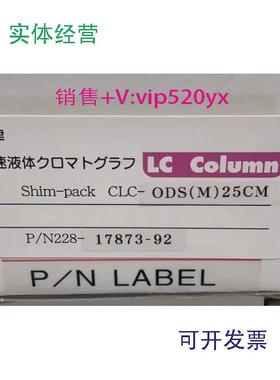 实体经营
销售+V:vip520yx
津
速液体クロマトグラフ LC Column
Shim-pack CLC- ODS(M)25CM
P/N228- 17873-92
P/N LABEL
可开发票